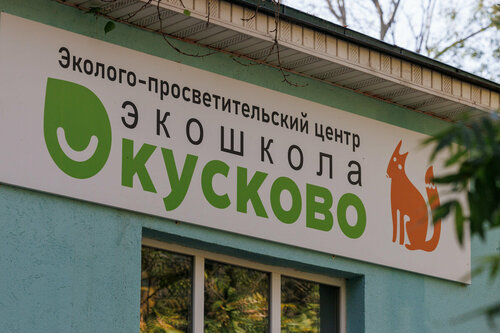 Эколого-просветительский центр
экошкола
кусково